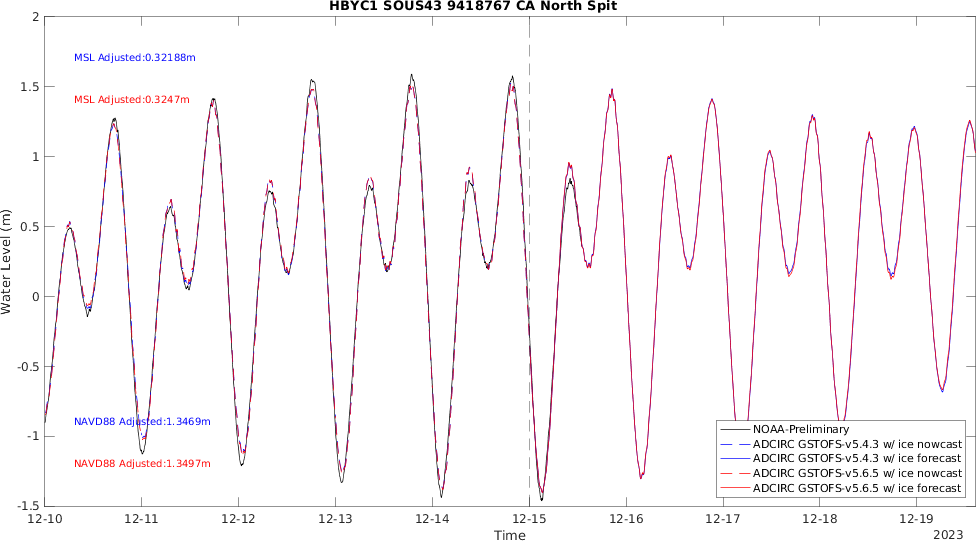 HBYC1 SOUS43 9418767 CA North Spit
2
1.5
1
0.5
0
-0.5
-1
-1.5
Water Level (m)
MSL Adjusted:0.32188m
MSL Adjusted:0.3247m
NAVD88 Adjusted:1.3469m
NAVD88 Adjusted:1.3497m
NOAA-Preliminary
ADCIRC GSTOFS-v5.4.3 w/ ice nowcast
ADCIRC GSTOFS-v5.4.3 w/ ice forecast
ADCIRC GSTOFS-v5.6.5 w/ ice nowcast
ADCIRC GSTOFS-v5.6.5 w/ ice forecast
12-10 12-11 12-12 12-13 12-14 12-15 12-16 12-17 12-18 12-19
Time
2023